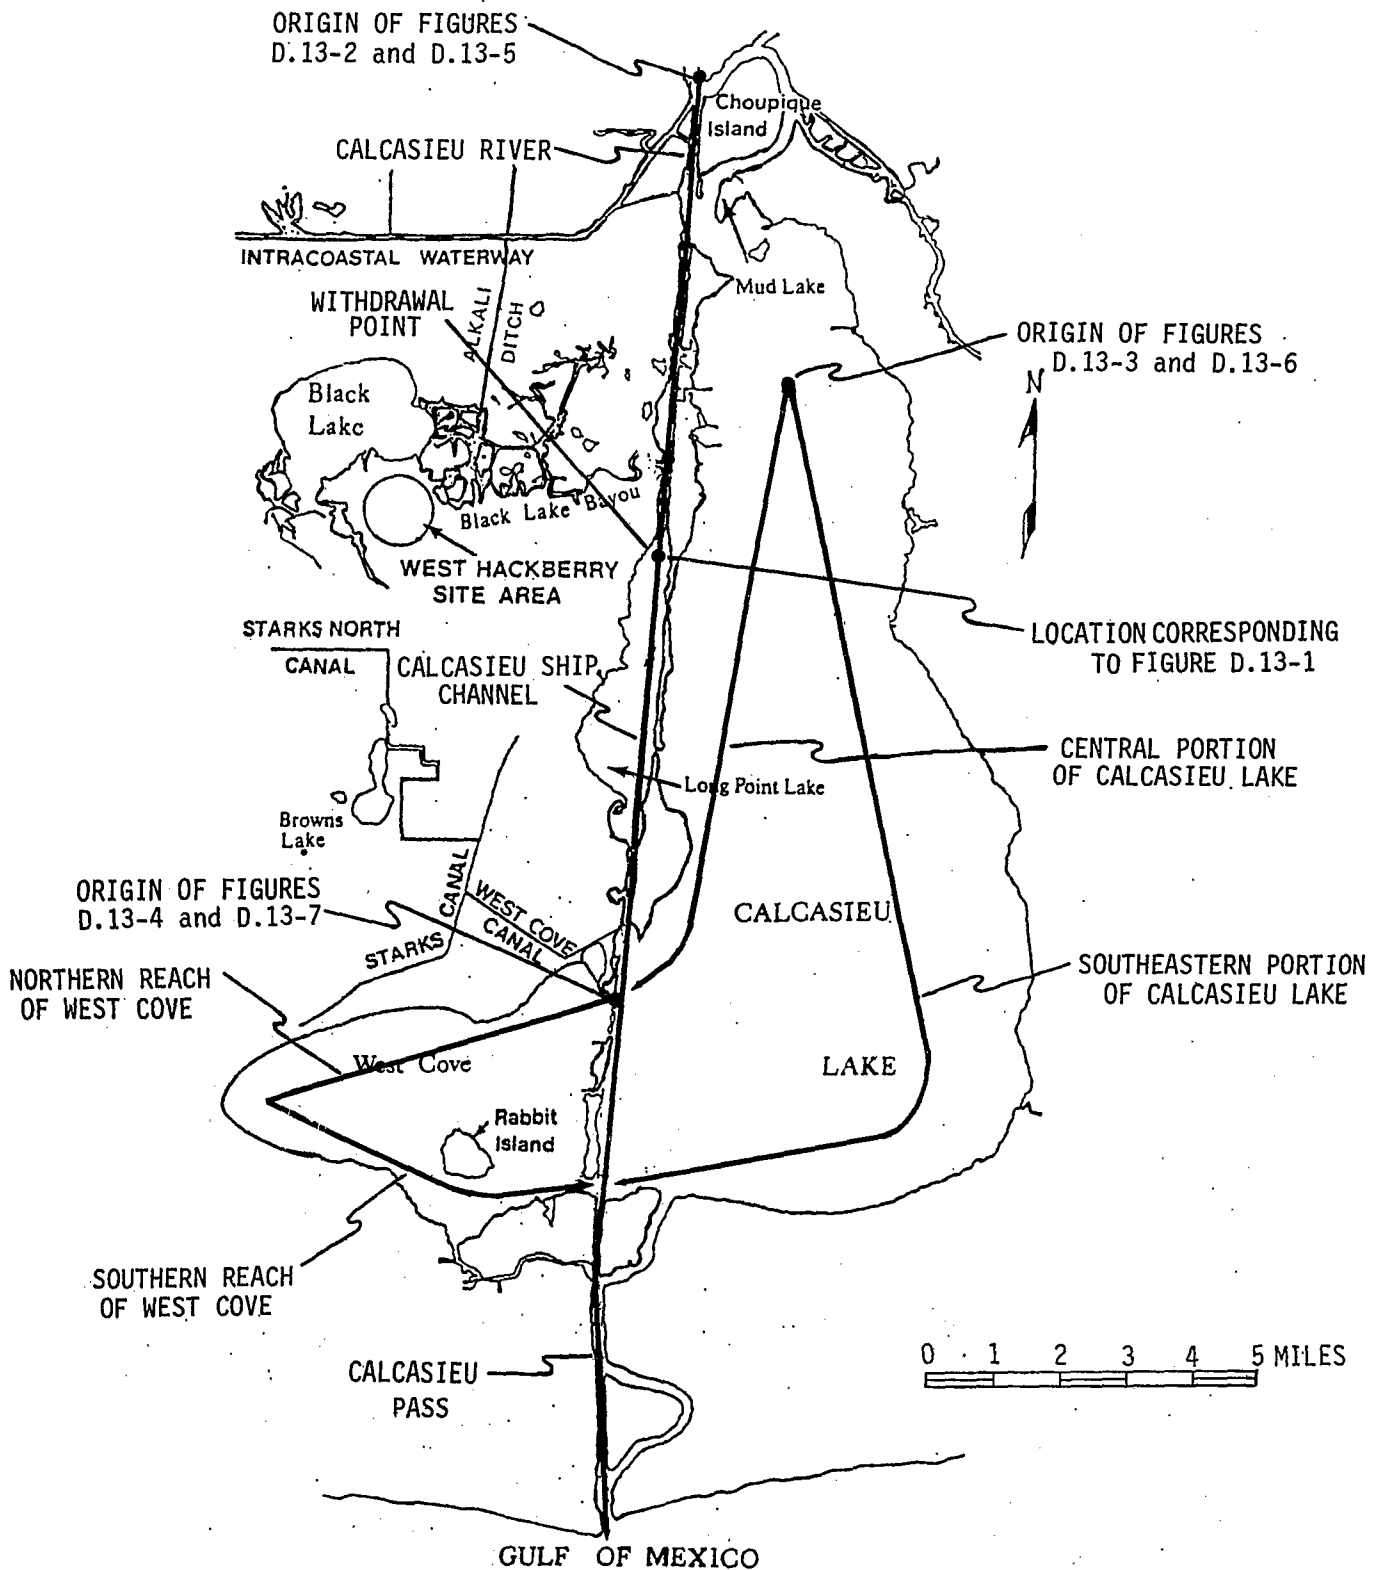 ORIGIN OF FIGURES
D.13-2 and D.13-5
Choupique
Island
CALCASIEU RIVER
INTRACOASTAL WATERWAY
Mud Lake
WITHDRAWAL
POINT
ALKALI
DITCH
ORIGIN OF FIGURES
D.13-3 and D.13-6
N
Black
Lake
Black Lake Bayou
WEST HACKBERRY
SITE AREA
STARKS NORTH
CANAL
LOCATION CORRESPONDING
TO FIGURE D.13-1
CALCASIEU SHIP
CHANNEL
CENTRAL PORTION
OF CALCASIEU LAKE
Long Point Lake
Browns
Lake
ORIGIN OF FIGURES
D.13-4 and D.13-7
STARKS CANAL
WEST COVE
CANAL
CALCASIEU
LAKE
NORTHERN REACH
OF WEST COVE
SOUTHEASTERN PORTION
OF CALCASIEU LAKE
West Cove
Rabbit
Island
SOUTHERN REACH
OF WEST COVE
CALCASIEU
PASS
0 1 2 3 4 5 MILES
GULF OF MEXICO